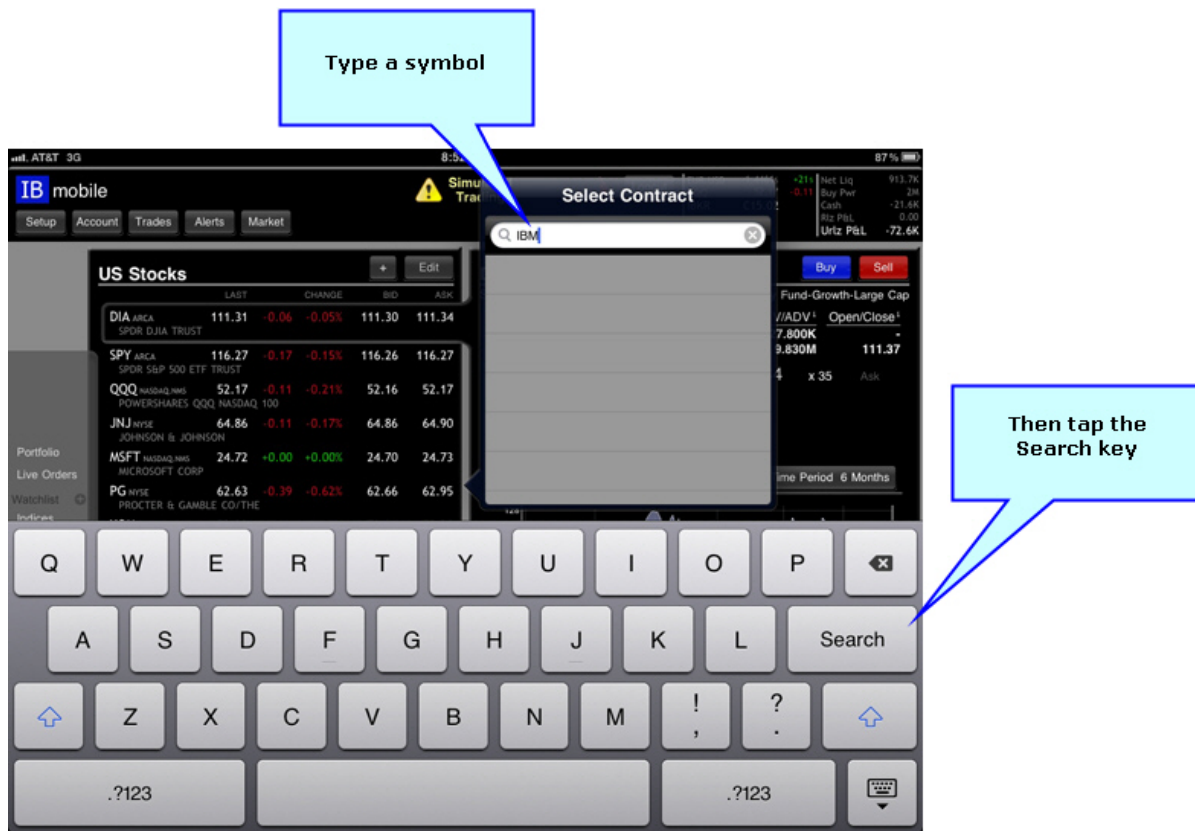 Type a symbol
AT&T 3G
87%
IB mobile
Setup Account Trades Alerts Market
Select Contract
IBM
Net Liq 913.7K
Buy Pwr 2M
Cash -21.6K
Rlz P&L 0.00
Urlz P&L -72.6K
US Stocks + Edit
LAST CHANGE BID ASK
DIA ARCA 111.31 -0.06 -0.05% 111.30 111.34
SPDR DJIA TRUST
SPY ARCA 116.27 -0.17 -0.15% 116.26 116.27
SPDR S&P 500 ETF TRUST
QQQ NASDAQ.NMS 52.17 -0.11 -0.21% 52.16 52.17
POWERSHARES QQQ NASDAQ 100
JNJ NYSE 64.86 -0.11 -0.17% 64.86 64.90
JOHNSON & JOHNSON
MSFT NASDAQ.NMS 24.72 +0.00 +0.00% 24.70 24.73
MICROSOFT CORP
PG NYSE 62.63 -0.39 -0.62% 62.66 62.95
PROCTER & GAMBLE CO/THE
Portfolio
Live Orders
Watchlist
Indices
Buy Sell
Fund-Growth-Large Cap
Open/Close
7.800K -
9.830M 111.37
x 35 Ask
Period 6 Months
Then tap the
Search key
Q W E R T Y U I O P
A S D F G H J K L Search
Z X C V B N M ! , ? .
.?123 .?123